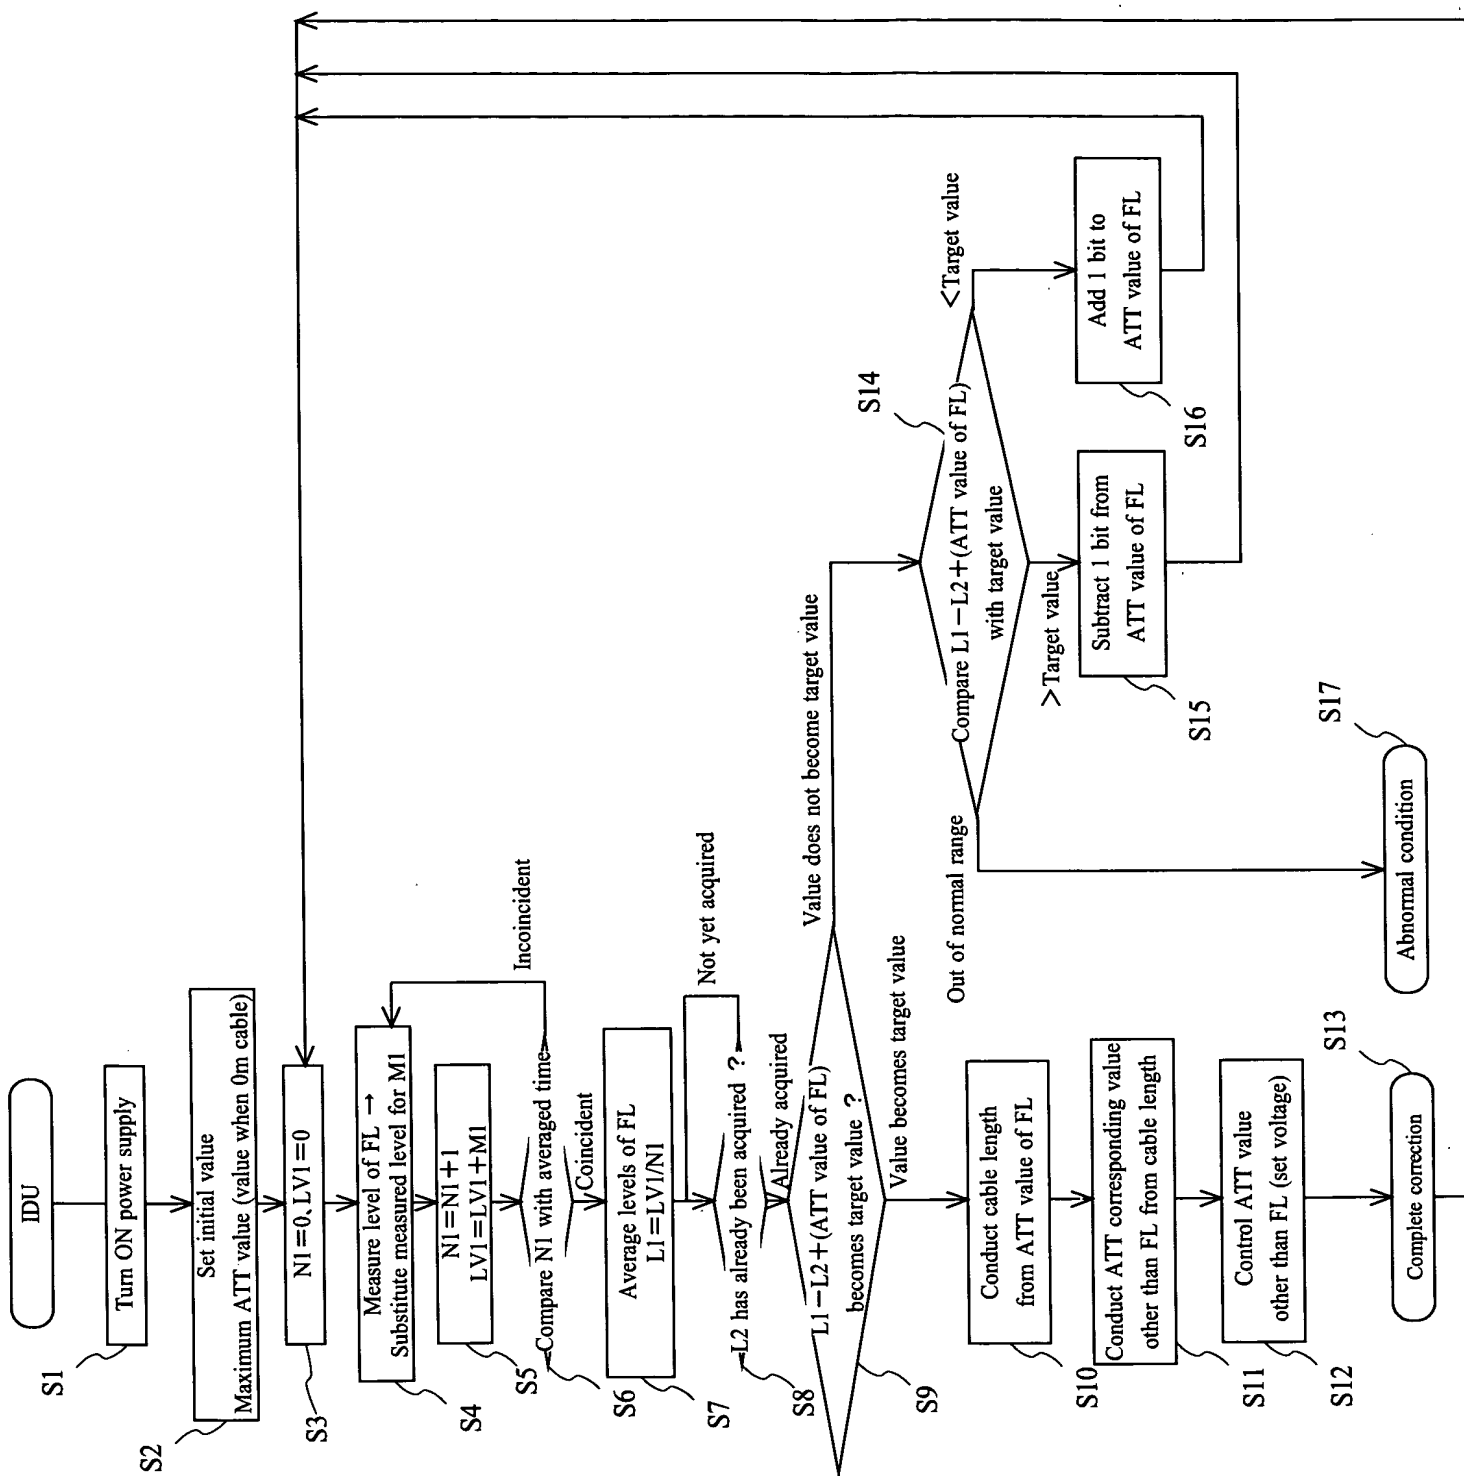 IDU
S1
Turn ON power supply
S2
Set initial value
Maximum ATT value (value when 0m cable)
S3
N1=0, LV1=0
S4
Measure level of FL →
Substitute measured level for M1
S5
N1=N1+1
LV1=LV1+M1
Incoincident
S6
Compare N1 with averaged time
Coincident
S7
Average levels of FL
L1=LV1/N1
Not yet acquired
S8
L2 has already been acquired ?
Already acquired
S9
L1-L2+(ATT value of FL)
becomes target value ?
Value does not become target value
Value becomes target value
S10
Conduct cable length
from ATT value of FL
S11
Conduct ATT corresponding value
other than FL from cable length
S12
Control ATT value
other than FL (set voltage)
S13
Complete correction
S14
Compare L1-L2+(ATT value of FL)
with target value
Out of normal range
>Target value
<Target value
S15
Subtract 1 bit from
ATT value of FL
S16
Add 1 bit to
ATT value of FL
S17
Abnormal condition